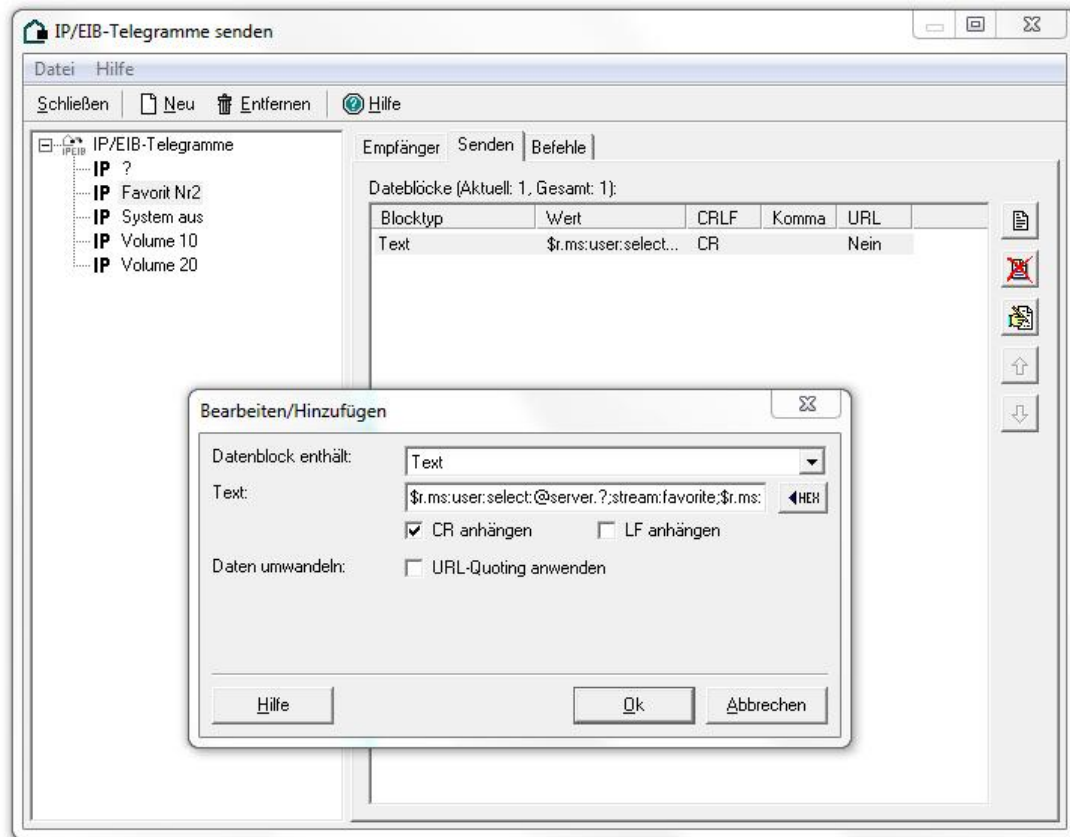 IP/EIB-Telegramme senden
Datei Hilfe
Schließen Neu Entfernen Hilfe
IP/EIB-Telegramme
IP ?
IP Favorit Nr2
IP System aus
IP Volume 10
IP Volume 20
Empfänger Senden Befehle
Dateblöcke (Aktuell: 1, Gesamt: 1):
Blocktyp Wert CRLF Komma URL
Text $r.ms:user:select... CR Nein
Bearbeiten/Hinzufügen
Datenblock enthält: Text
Text: $r.ms:user:select:@server.?;stream:favorite;$r.ms: HEX
CR anhängen LF anhängen
Daten umwandeln: URL-Quoting anwenden
Hilfe Ok Abbrechen